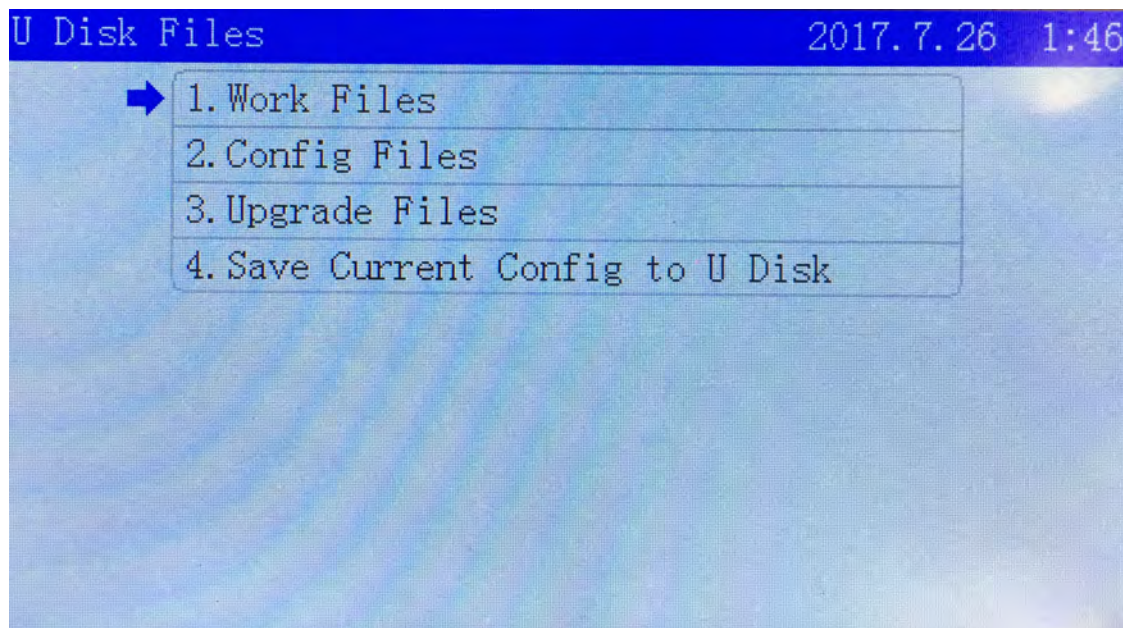 U Disk Files 2017.7.26 1:46
1.Work Files
2.Config Files
3.Upgrade Files
4.Save Current Config to U Disk